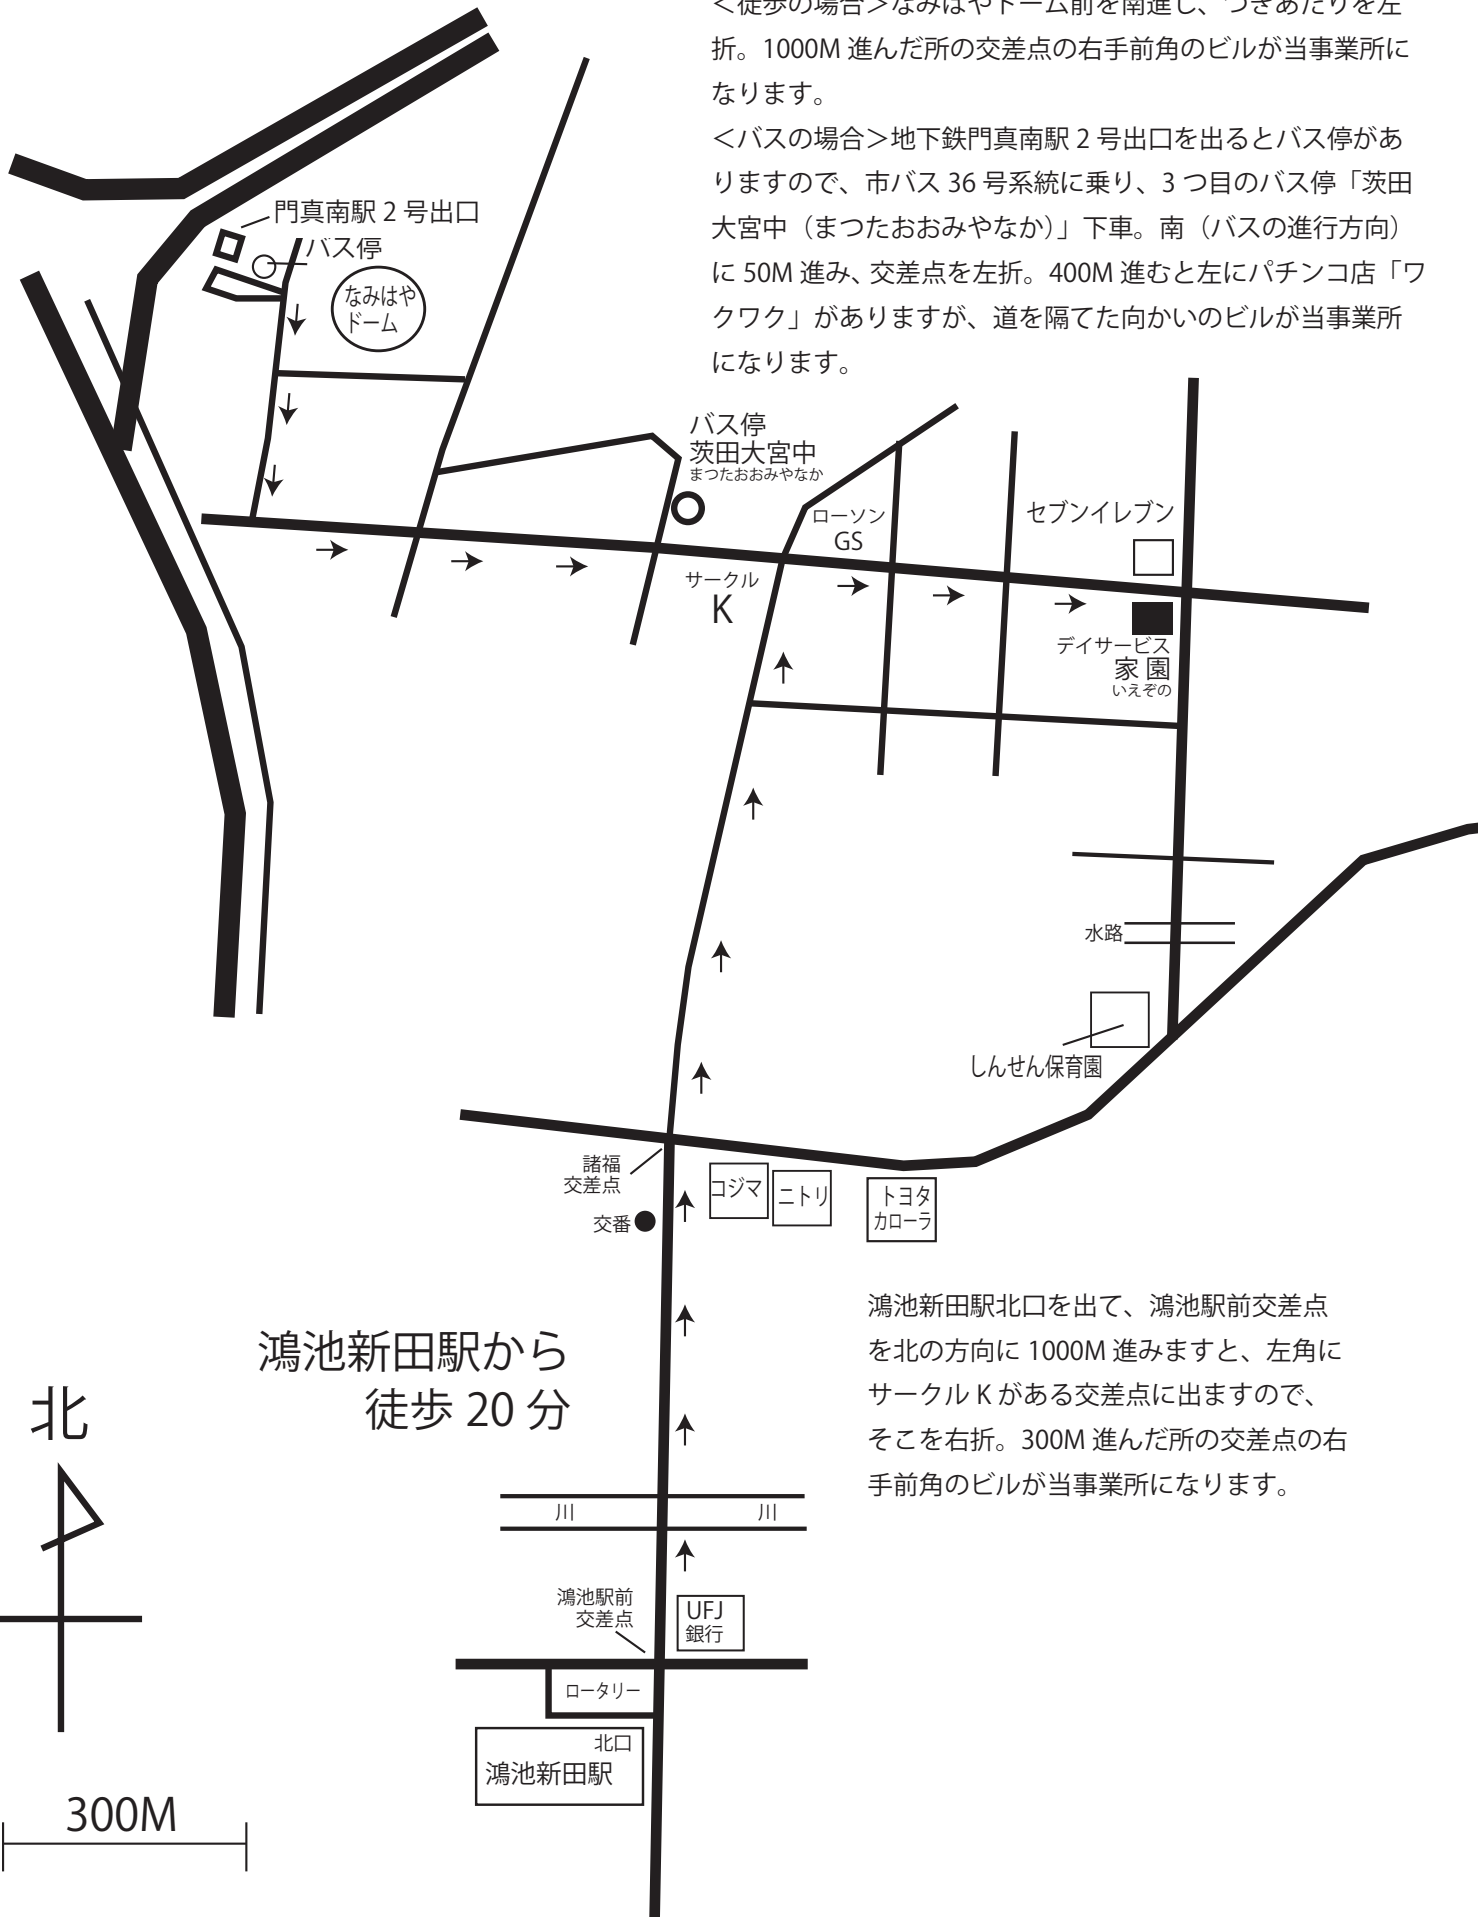 ＜徒歩の場合＞なみはやドーム前を南進し、つきあたりを左
折。1000M 進んだ所の交差点の右手前角のビルが当事業所に
なります。
＜バスの場合＞地下鉄門真南駅 2 号出口を出るとバス停があ
りますので、市バス 36 号系統に乗り、3 つ目のバス停「茨田
大宮中（まつたおおみやなか）」下車。南（バスの進行方向）
に 50M 進み、交差点を左折。400M 進むと左にパチンコ店「ワ
クワク」がありますが、道を隔てた向かいのビルが当事業所
になります。
門真南駅 2 号出口
バス停
なみはや
ドーム
バス停
茨田大宮中
まつたおおみやなか
ローソン
GS
セブンイレブン
サークル
K
デイサービス
家 園
いえぞの
水路
しんせん保育園
諸福
交差点
交番
コジマ
ニトリ
トヨタ
カローラ
鴻池新田駅北口を出て、鴻池駅前交差点
を北の方向に 1000M 進みますと、左角に
サークル K がある交差点に出ますので、
そこを右折。300M 進んだ所の交差点の右
手前角のビルが当事業所になります。
鴻池新田駅から
徒歩 20 分
北
川
川
鴻池駅前
交差点
UFJ
銀行
ロータリー
北口
鴻池新田駅
300M